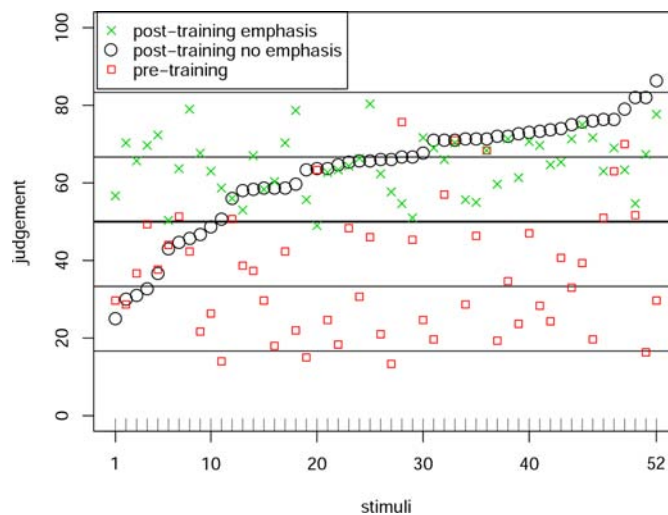 100
80
60
40
20
0
judgement
post-training emphasis
post-training no emphasis
pre-training
1 10 20 30 40 52
stimuli